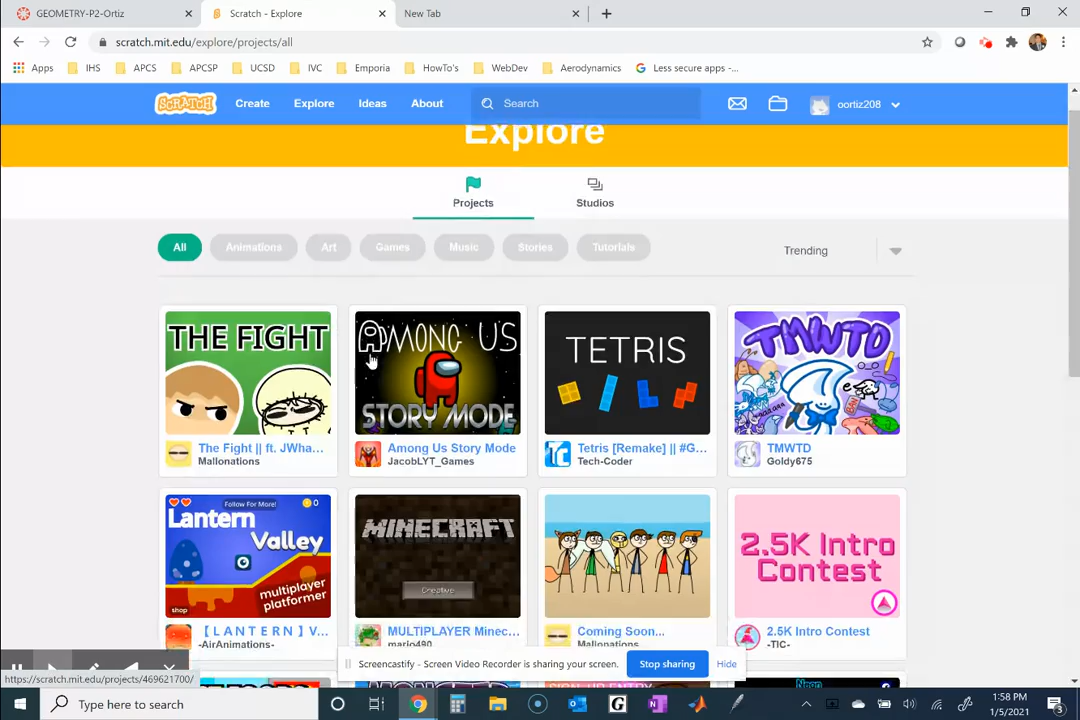 GEOMETRY-P2-Ortiz
Scratch - Explore
New Tab
scratch.mit.edu/explore/projects/all
Apps IHS APCS APCSP UCSD IVC Emporia HowTo's WebDev Aerodynamics Less secure apps -...
SCRATCH Create Explore Ideas About Search oortiz208
Explore
Projects Studios
All Animations Art Games Music Stories Tutorials Trending
THE FIGHT
AMONG US
STORY MODE
TETRIS
TMWTD
The Fight || ft. JWha...
Mallonations
Among Us Story Mode
JacobLYT_Games
Tetris [Remake] || #G...
Tech-Coder
TMWTD
Goldy675
Follow For More! 0
Lantern
Valley
multiplayer
platformer
shop
MINECRAFT
Creative
2.5K Intro
Contest
【 L A N T E R N 】 V...
-AirAnimations-
MULTIPLAYER Minec...
mario490
Coming Soon...
Mallonations
2.5K Intro Contest
-TIC-
Screencastify - Screen Video Recorder is sharing your screen. Stop sharing Hide
https://scratch.mit.edu/projects/469621700/
Type here to search
1:58 PM
1/5/2021
3